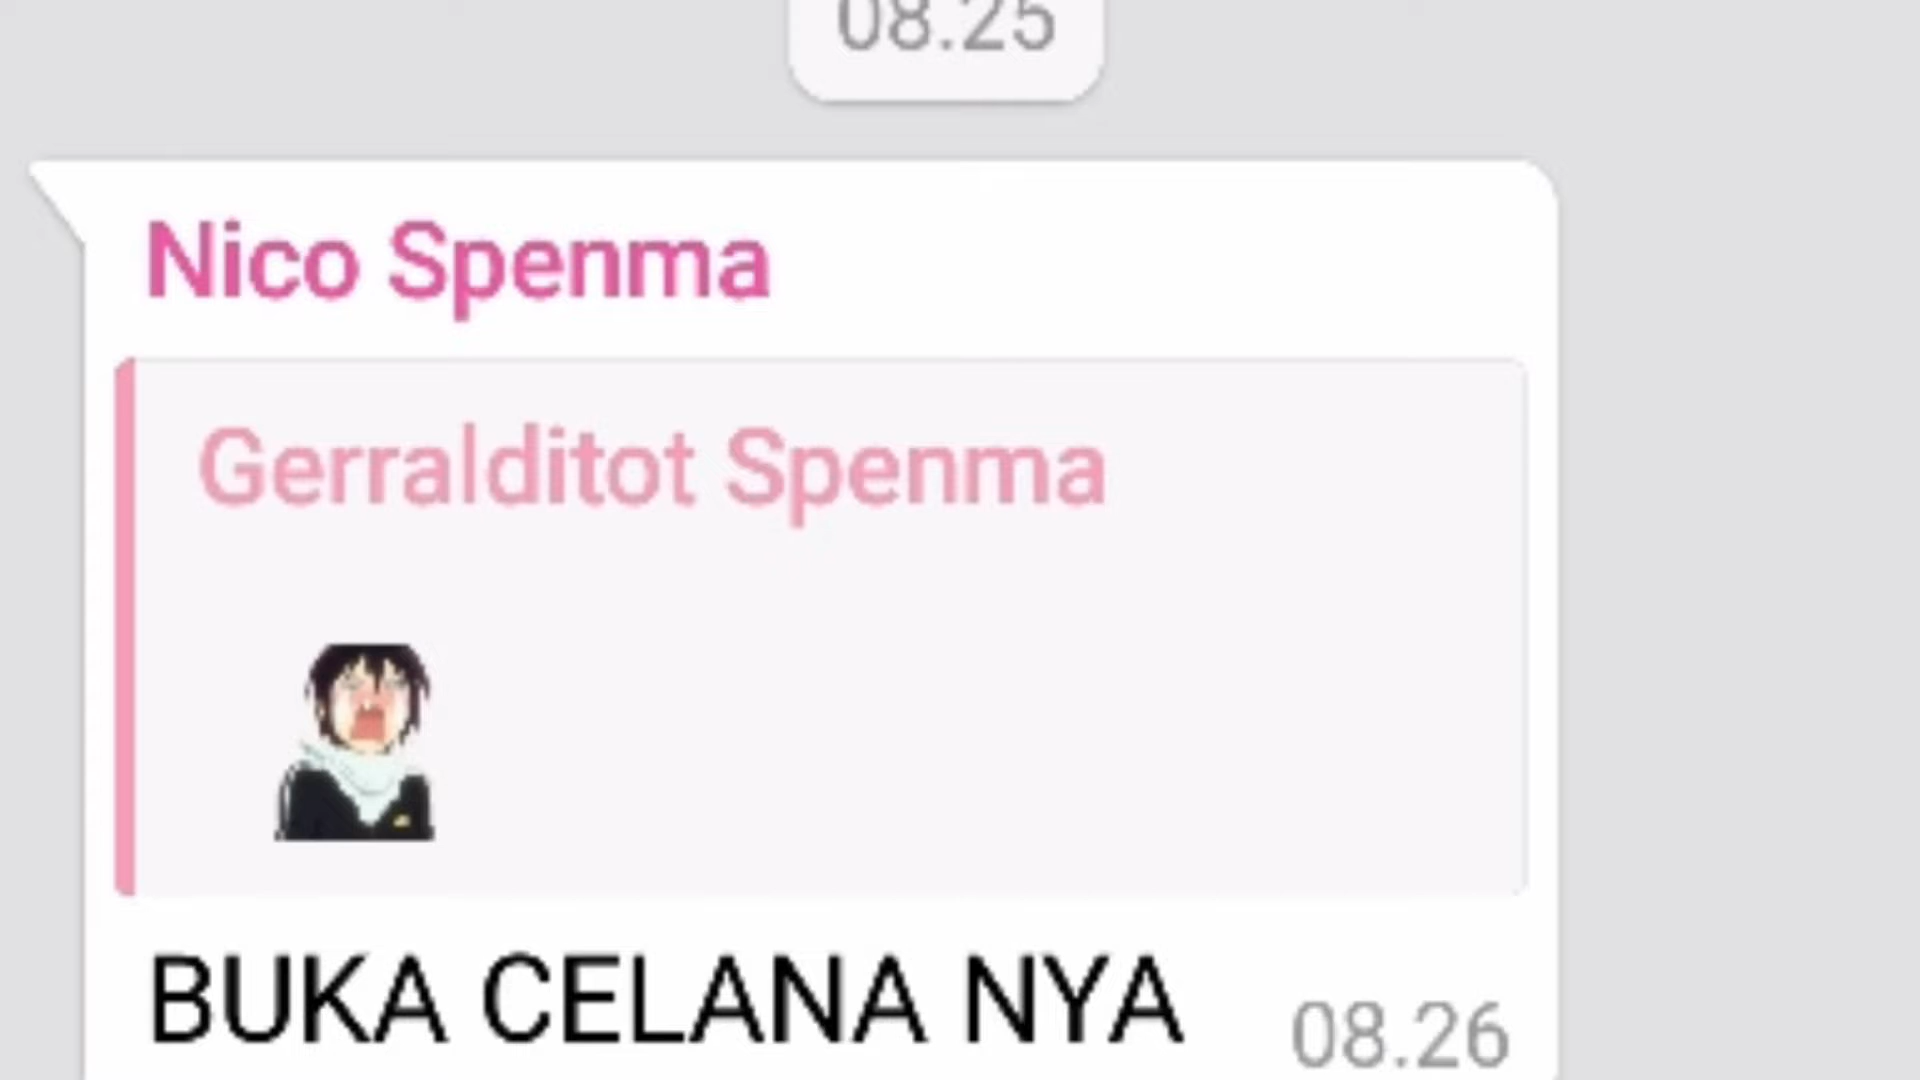 08.25
Nico Spenma
Gerralditot Spenma
BUKA CELANA NYA
08.26